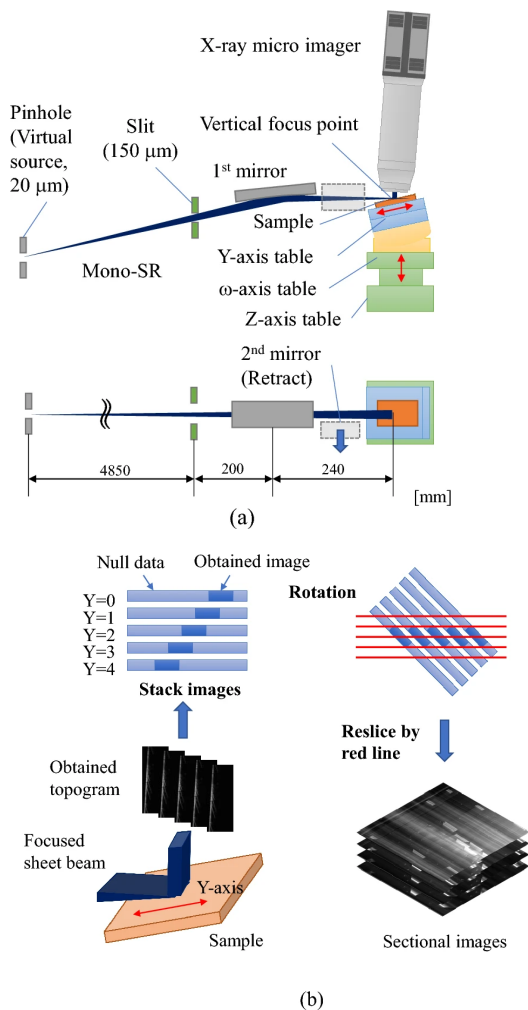 X-ray micro imager
Pinhole
(Virtual
source,
20 μm)
Slit
(150 μm)
Vertical focus point
1st mirror
Sample
Mono-SR
Y-axis table
ω-axis table
Z-axis table
2nd mirror
(Retract)
4850
200
240
[mm]
(a)
Null data
Obtained image
Y=0
Y=1
Y=2
Y=3
Y=4
Stack images
Rotation
Reslice by
red line
Obtained
topogram
Focused
sheet beam
Y-axis
Sample
Sectional images
(b)